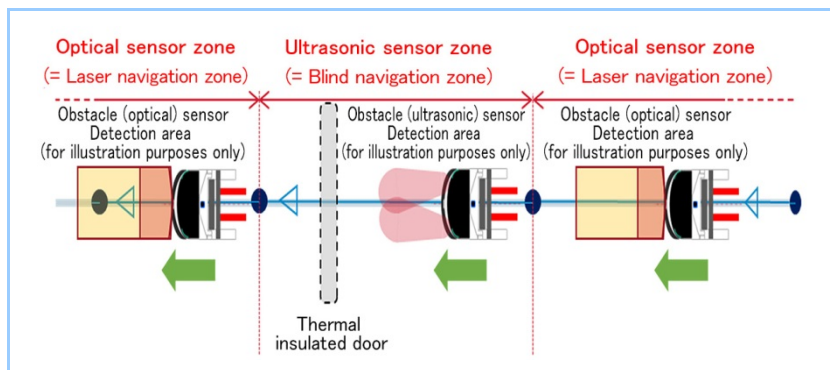 Optical sensor zone
(= Laser navigation zone)
Ultrasonic sensor zone
(= Blind navigation zone)
Optical sensor zone
(= Laser navigation zone)
Obstacle (optical) sensor
Detection area
(for illustration purposes only)
Obstacle (ultrasonic) sensor
Detection area
(for illustration purposes only)
Obstacle (optical) sensor
Detection area
(for illustration purposes only)
Thermal
insulated door